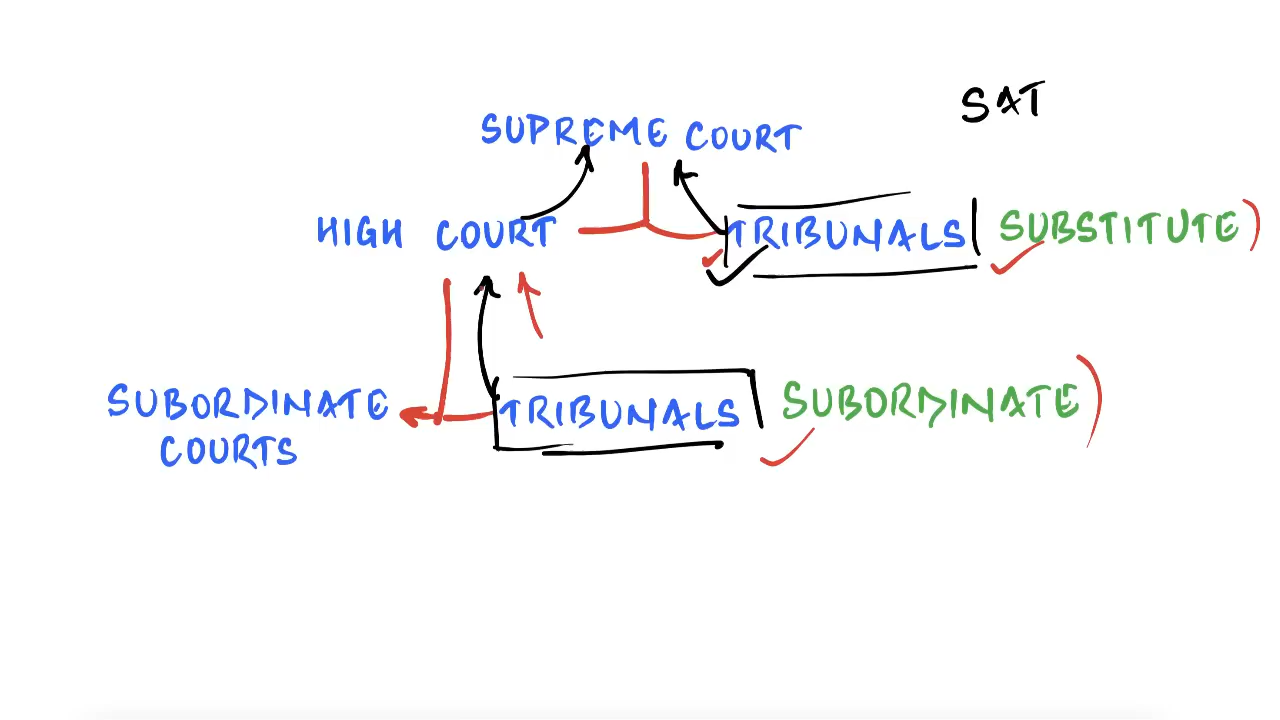 SAT
SUPREME COURT
HIGH COURT
TRIBUNALS
SUBSTITUTE)
SUBORDINATE
COURTS
TRIBUNALS
SUBORDINATE)